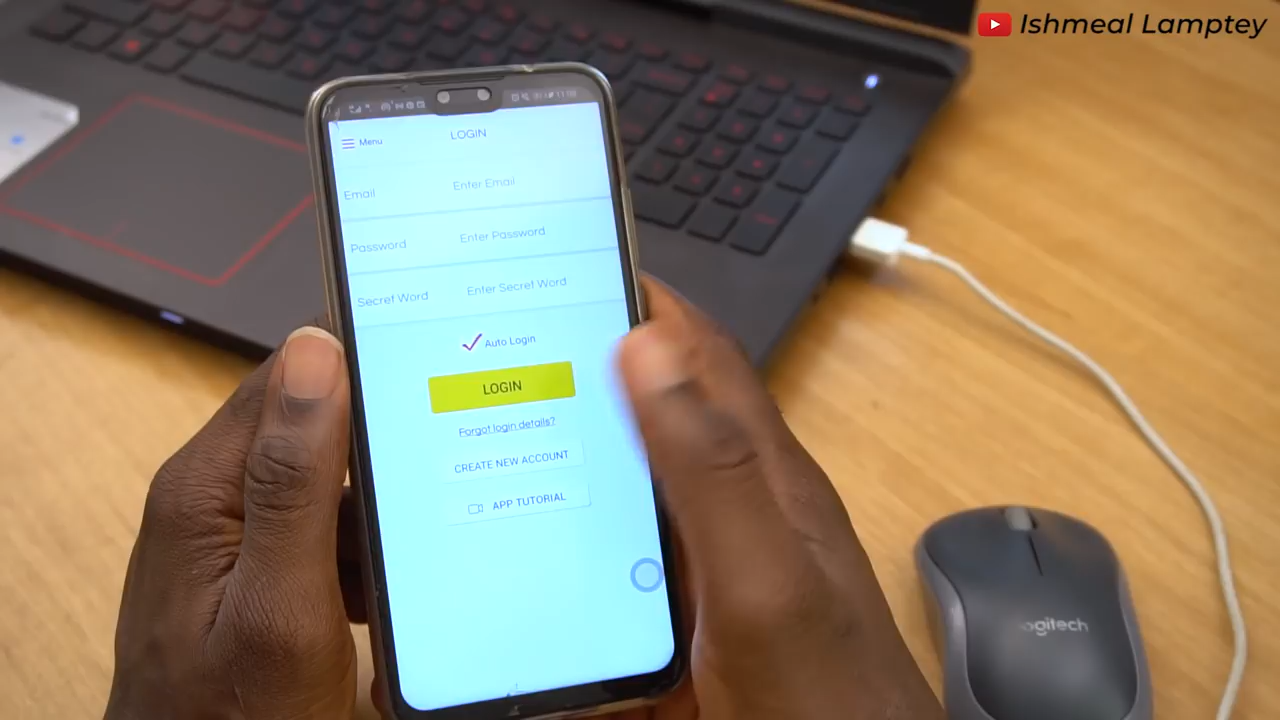 Ishmeal Lamptey
Menu
LOGIN
Email
Enter Email
Password
Enter Password
Secret Word
Enter Secret Word
Auto Login
LOGIN
Forgot login details?
CREATE NEW ACCOUNT
APP TUTORIAL
logitech